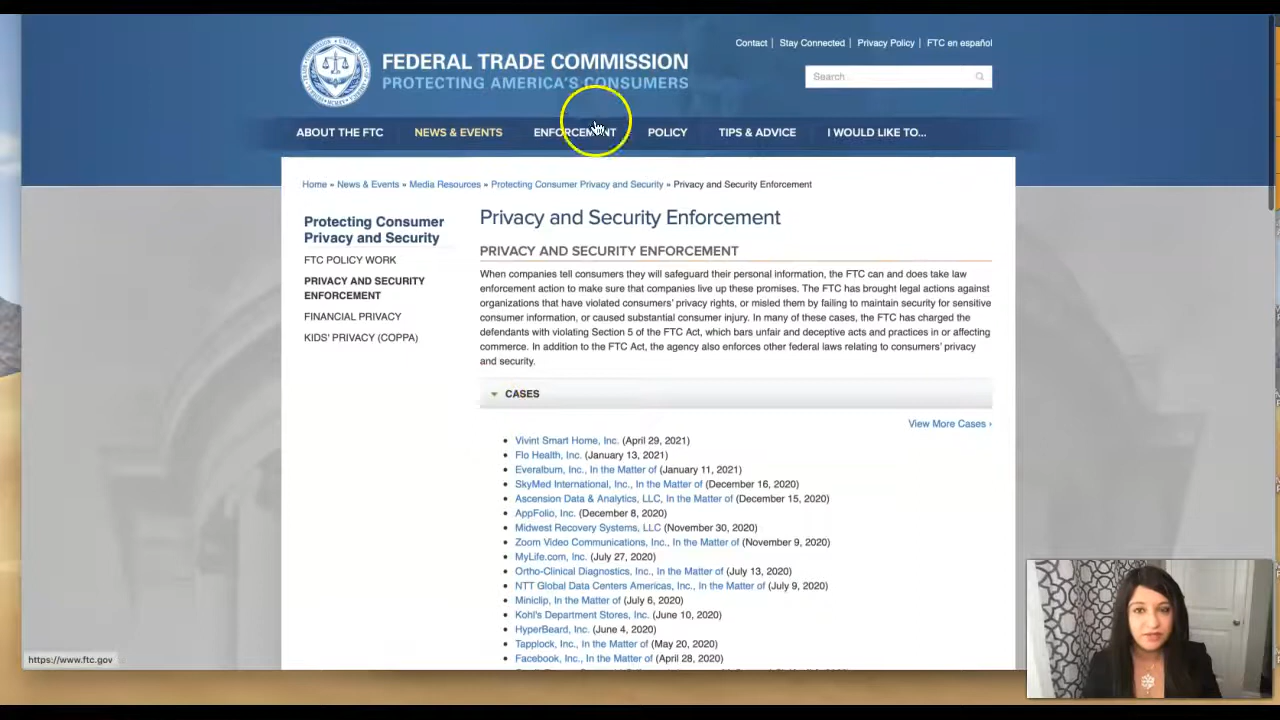 FEDERAL TRADE COMMISSION
PROTECTING AMERICA'S CONSUMERS
Contact | Stay Connected | Privacy Policy | FTC en español
Search
ABOUT THE FTC NEWS & EVENTS ENFORCEMENT POLICY TIPS & ADVICE I WOULD LIKE TO...
Home » News & Events » Media Resources » Protecting Consumer Privacy and Security » Privacy and Security Enforcement
Protecting Consumer
Privacy and Security
FTC POLICY WORK
PRIVACY AND SECURITY
ENFORCEMENT
FINANCIAL PRIVACY
KIDS' PRIVACY (COPPA)
Privacy and Security Enforcement
PRIVACY AND SECURITY ENFORCEMENT
When companies tell consumers they will safeguard their personal information, the FTC can and does take law
enforcement action to make sure that companies live up these promises. The FTC has brought legal actions against
organizations that have violated consumers' privacy rights, or misled them by failing to maintain security for sensitive
consumer information, or caused substantial consumer injury. In many of these cases, the FTC has charged the
defendants with violating Section 5 of the FTC Act, which bars unfair and deceptive acts and practices in or affecting
commerce. In addition to the FTC Act, the agency also enforces other federal laws relating to consumers' privacy
and security.
CASES
View More Cases ›
• Vivint Smart Home, Inc. (April 29, 2021)
• Flo Health, Inc. (January 13, 2021)
• Everalbum, Inc., In the Matter of (January 11, 2021)
• SkyMed International, Inc., In the Matter of (December 16, 2020)
• Ascension Data & Analytics, LLC, In the Matter of (December 15, 2020)
• AppFolio, Inc. (December 8, 2020)
• Midwest Recovery Systems, LLC (November 30, 2020)
• Zoom Video Communications, Inc., In the Matter of (November 9, 2020)
• MyLife.com, Inc. (July 27, 2020)
• Ortho-Clinical Diagnostics, Inc., In the Matter of (July 13, 2020)
• NTT Global Data Centers Americas, Inc., In the Matter of (July 9, 2020)
• Miniclip, In the Matter of (July 6, 2020)
• Kohl's Department Stores, Inc. (June 10, 2020)
• HyperBeard, Inc. (June 4, 2020)
• Tapplock, Inc., In the Matter of (May 20, 2020)
• Facebook, Inc., In the Matter of (April 28, 2020)
https://www.ftc.gov